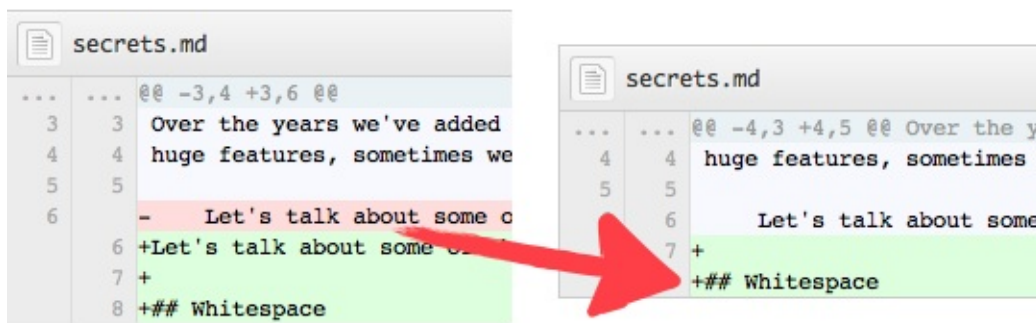 secrets.md
... ... @@ -3,4 +3,6 @@
3 3 Over the years we've added
4 4 huge features, sometimes we
5 5
6 - Let's talk about some
6 +Let's talk about some
7 +
8 +## Whitespace
secrets.md
... ... @@ -4,3 +4,5 @@ Over the
4 4 huge features, sometimes
5 5
6 Let's talk about some
7 +
+## Whitespace